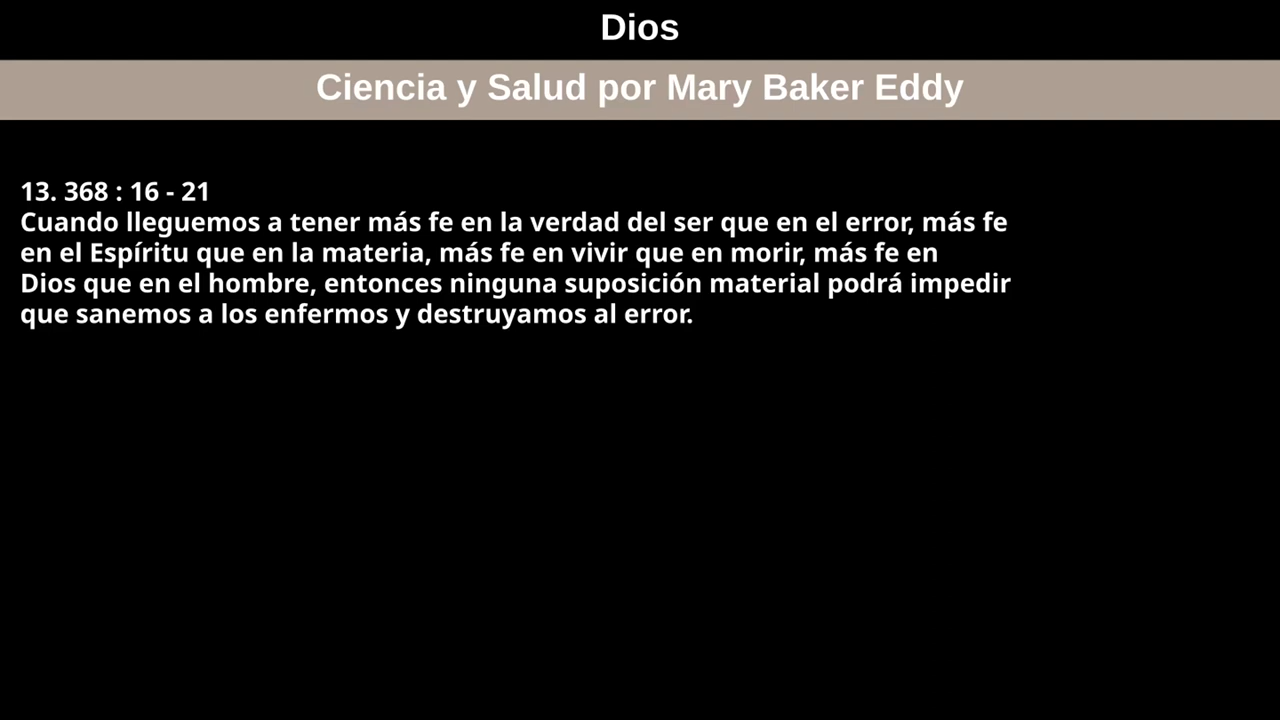 Dios
Ciencia y Salud por Mary Baker Eddy
13. 368 : 16 - 21
Cuando lleguemos a tener más fe en la verdad del ser que en el error, más fe
en el Espíritu que en la materia, más fe en vivir que en morir, más fe en
Dios que en el hombre, entonces ninguna suposición material podrá impedir
que sanemos a los enfermos y destruyamos al error.